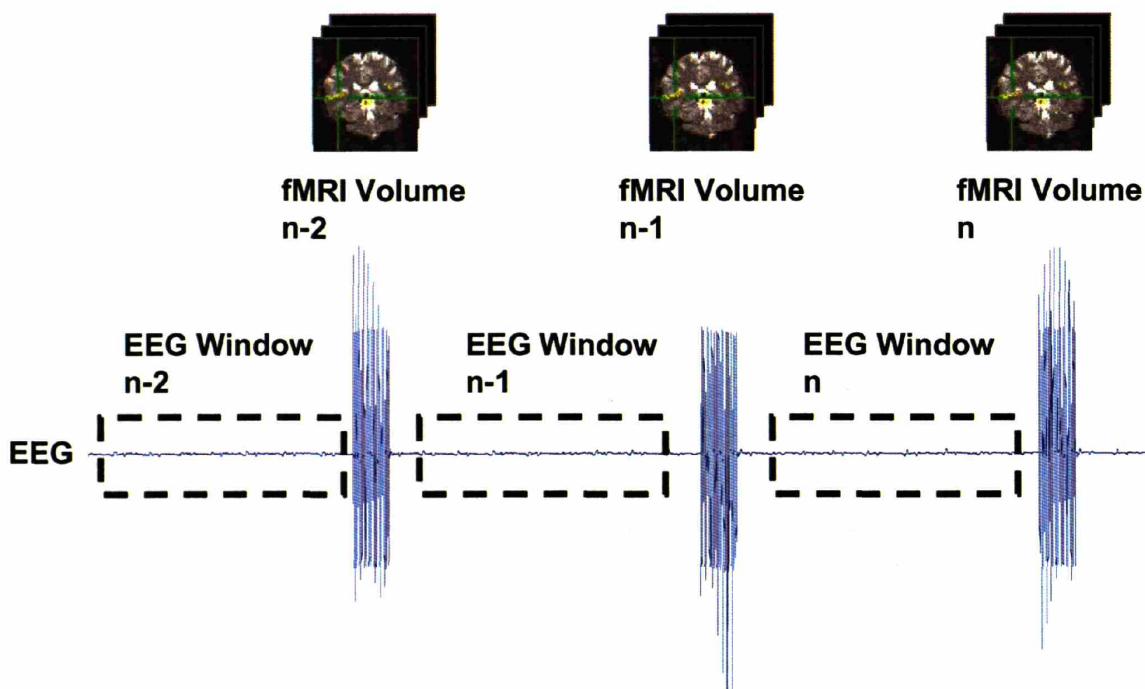 fMRI Volume
n-2
fMRI Volume
n-1
fMRI Volume
n
EEG Window
n-2
EEG Window
n-1
EEG Window
n
EEG